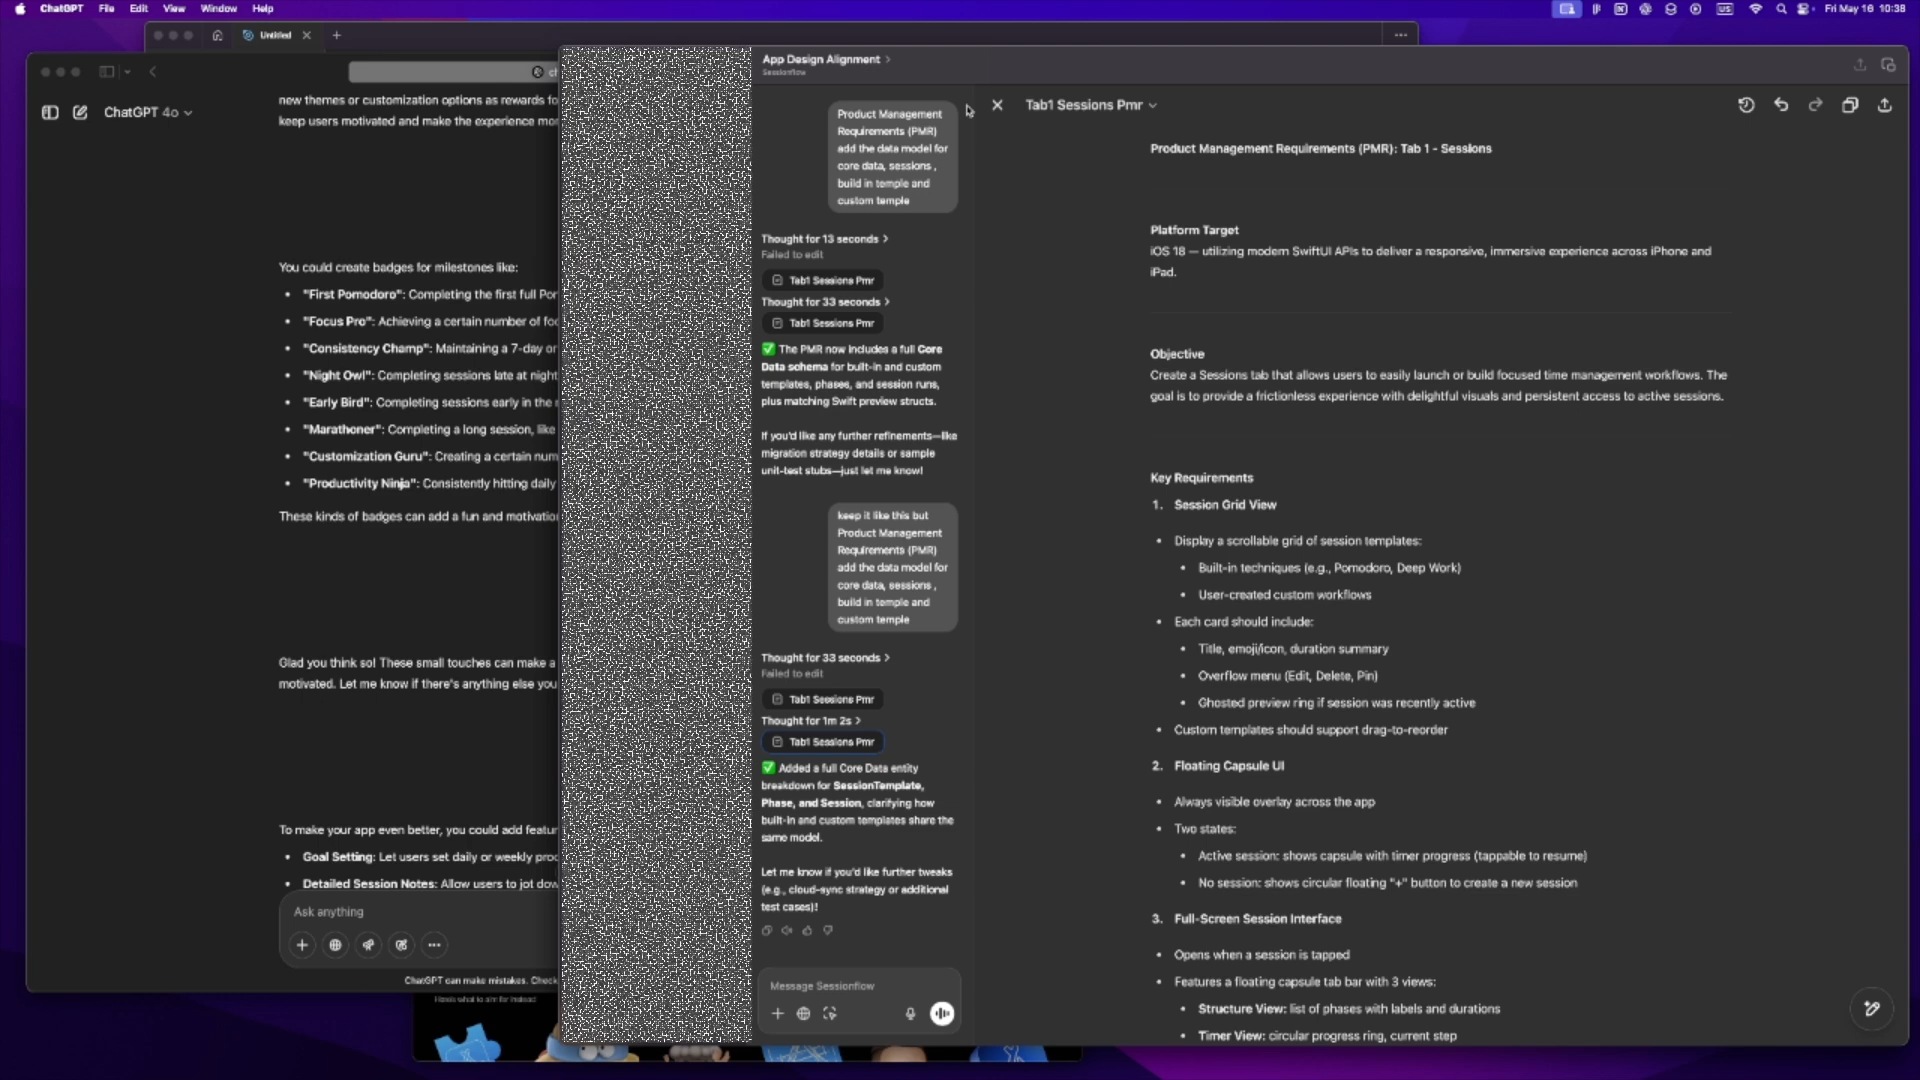 ChatGPT File Edit View Window Help
US Fri May 16 10:38
Untitled
ChatGPT 4o
new themes or customization options as rewards fo
keep users motivated and make the experience mor
You could create badges for milestones like:
• "First Pomodoro": Completing the first full Por
• "Focus Pro": Achieving a certain number of foc
• "Consistency Champ": Maintaining a 7-day or
• "Night Owl": Completing sessions late at night
• "Early Bird": Completing sessions early in the
• "Marathoner": Completing a long session, like
• "Customization Guru": Creating a certain num
• "Productivity Ninja": Consistently hitting daily
These kinds of badges can add a fun and motivation
Glad you think so! These small touches can make a
motivated. Let me know if there's anything else you
To make your app even better, you could add featur
• Goal Setting: Let users set daily or weekly proc
• Detailed Session Notes: Allow users to jot dow
Ask anything
ChatGPT can make mistakes. Check
Here's what to aim for instead
App Design Alignment
Sessionflow
Product Management
Requirements (PMR)
add the data model for
core data, sessions ,
build in temple and
custom temple
Thought for 13 seconds
Failed to edit
Tab1 Sessions Pmr
Thought for 33 seconds
Tab1 Sessions Pmr
✅ The PMR now includes a full Core
Data schema for built-in and custom
templates, phases, and session runs,
plus matching Swift preview structs.
If you'd like any further refinements—like
migration strategy details or sample
unit-test stubs—just let me know!
keep it like this but
Product Management
Requirements (PMR)
add the data model for
core data, sessions ,
build in temple and
custom temple
Thought for 33 seconds
Failed to edit
Tab1 Sessions Pmr
Thought for 1m 2s
Tab1 Sessions Pmr
✅ Added a full Core Data entity
breakdown for SessionTemplate,
Phase, and Session, clarifying how
built-in and custom templates share the
same model.
Let me know if you'd like further tweaks
(e.g., cloud-sync strategy or additional
test cases)!
Message Sessionflow
Tab1 Sessions Pmr
Product Management Requirements (PMR): Tab 1 - Sessions
Platform Target
iOS 18 — utilizing modern SwiftUI APIs to deliver a responsive, immersive experience across iPhone and
iPad.
Objective
Create a Sessions tab that allows users to easily launch or build focused time management workflows. The
goal is to provide a frictionless experience with delightful visuals and persistent access to active sessions.
Key Requirements
1. Session Grid View
• Display a scrollable grid of session templates:
• Built-in techniques (e.g., Pomodoro, Deep Work)
• User-created custom workflows
• Each card should include:
• Title, emoji/icon, duration summary
• Overflow menu (Edit, Delete, Pin)
• Ghosted preview ring if session was recently active
• Custom templates should support drag-to-reorder
2. Floating Capsule UI
• Always visible overlay across the app
• Two states:
• Active session: shows capsule with timer progress (tappable to resume)
• No session: shows circular floating "+" button to create a new session
3. Full-Screen Session Interface
• Opens when a session is tapped
• Features a floating capsule tab bar with 3 views:
• Structure View: list of phases with labels and durations
• Timer View: circular progress ring, current step